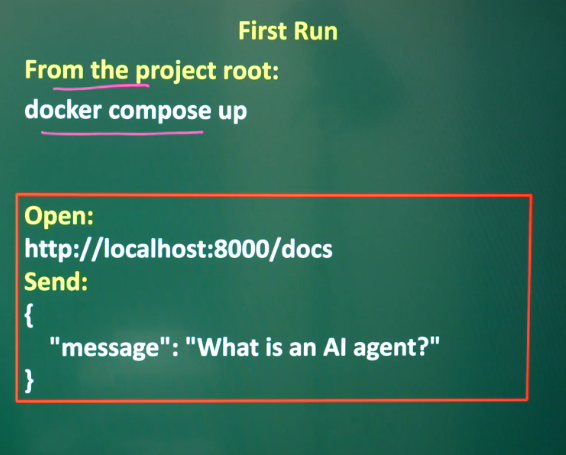 First Run
From the project root:
docker compose up
Open:
http://localhost:8000/docs
Send:
{
"message": "What is an AI agent?"
}